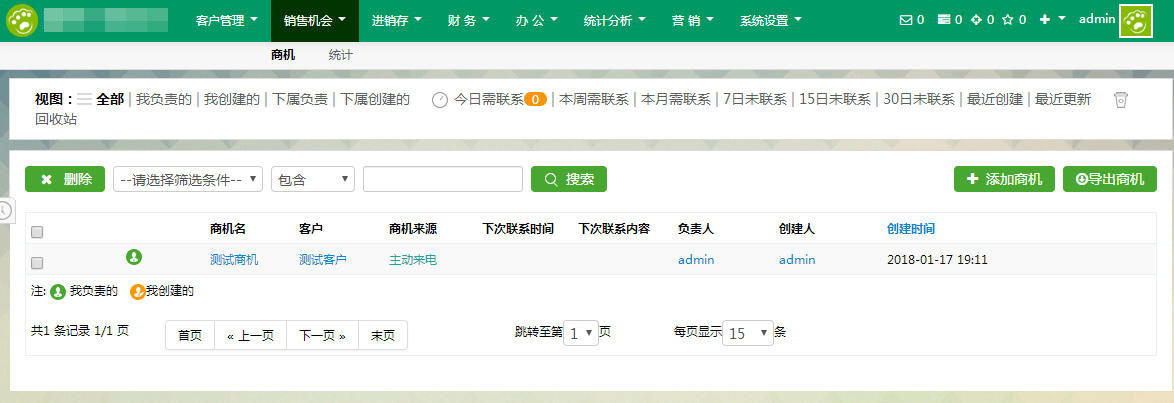 客户管理 销售机会 进销存 财 务 办 公 统计分析 营 销 系统设置 0 0 0 0 admin
商机 统计
视图： 全部 | 我负责的 | 我创建的 | 下属负责 | 下属创建的 今日需联系 0 | 本周需联系 | 本月需联系 | 7日未联系 | 15日未联系 | 30日未联系 | 最近创建 | 最近更新
回收站
删除 --请选择筛选条件-- 包含 搜索 添加商机 导出商机
商机名 客户 商机来源 下次联系时间 下次联系内容 负责人 创建人 创建时间
测试商机 测试客户 主动来电 admin admin 2018-01-17 19:11
注: 我负责的 我创建的
共1 条记录 1/1 页 首页 « 上一页 下一页 » 末页 跳转至第 1 页 每页显示 15 条